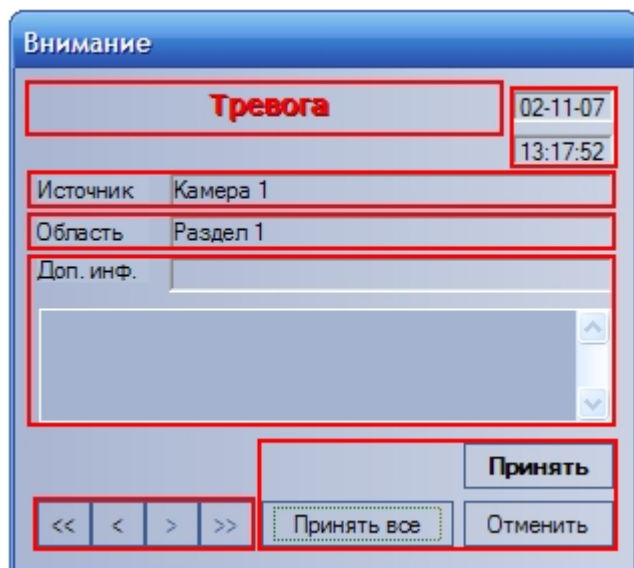 Внимание
Тревога
02-11-07
13:17:52
Источник Камера 1
Область Раздел 1
Доп. инф.
Принять
<< < > >> Принять все Отменить